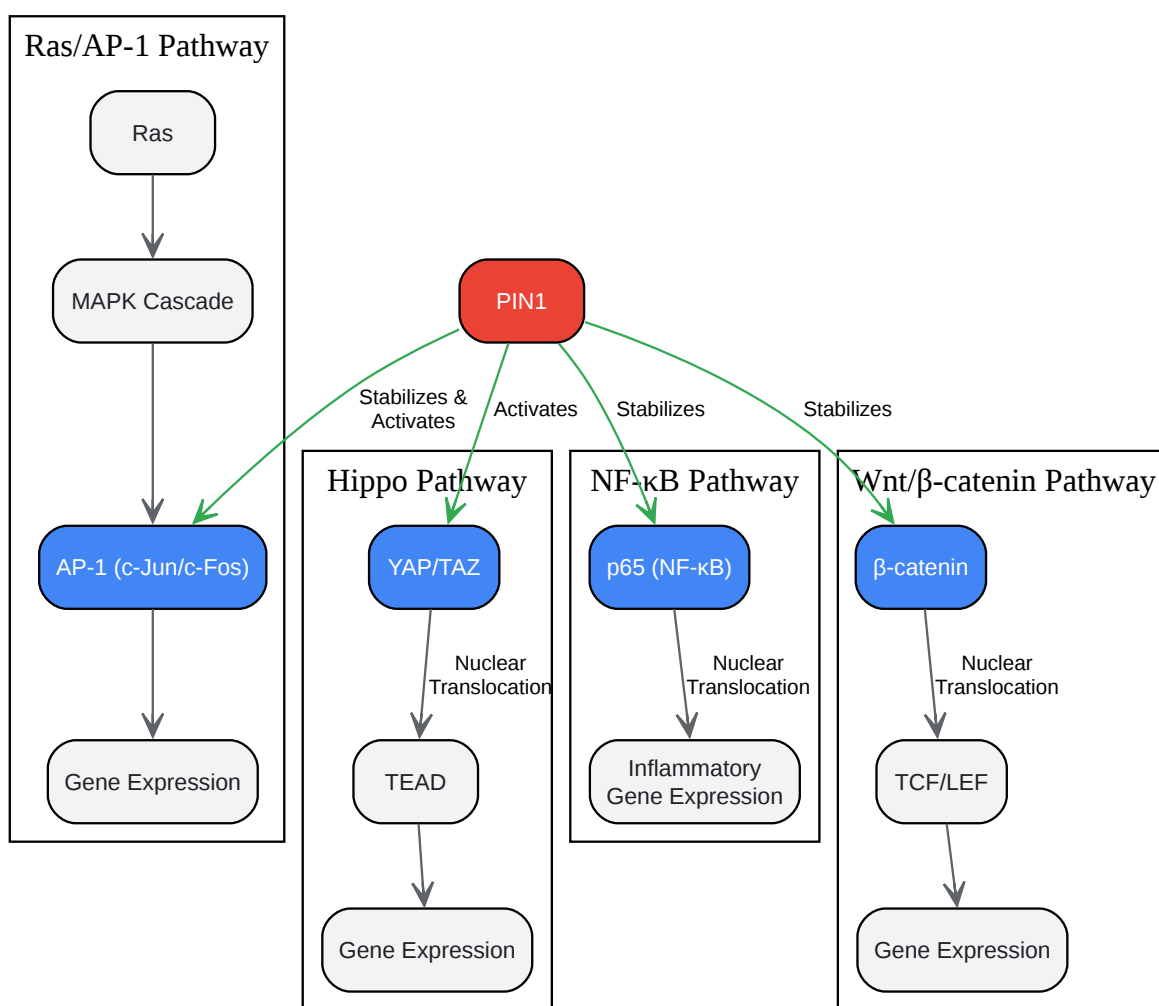 Ras/AP-1 Pathway
Ras
MAPK Cascade
PIN1
Stabilizes &
Activates
Activates
Stabilizes
Stabilizes
Hippo Pathway
NF-κB Pathway
Wnt/β-catenin Pathway
AP-1 (c-Jun/c-Fos)
YAP/TAZ
p65 (NF-κB)
β-catenin
Nuclear
Translocation
Nuclear
Translocation
Nuclear
Translocation
Gene Expression
TEAD
Inflammatory
Gene Expression
TCF/LEF
Gene Expression
Gene Expression